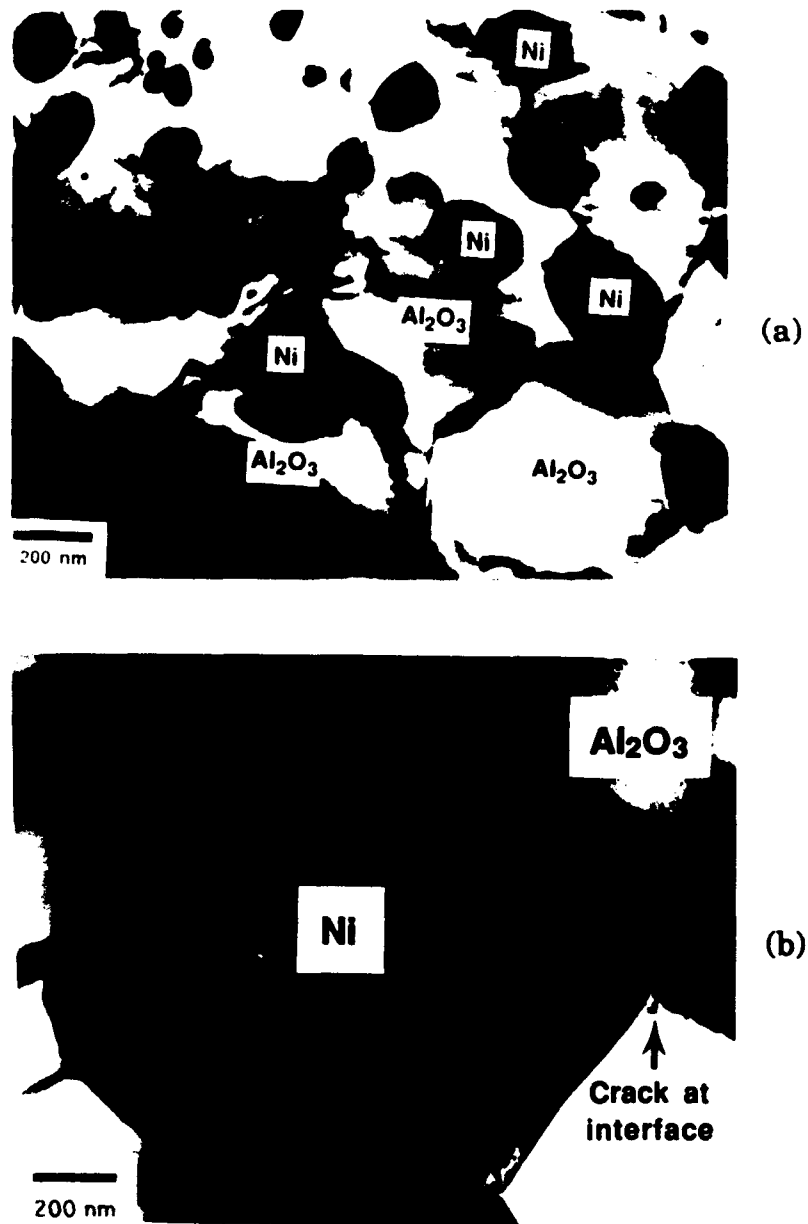 Ni
Ni
Ni
Al₂O₃
Ni
Al₂O₃
Al₂O₃
200 nm
(a)
Al₂O₃
Ni
(b)
Crack at
interface
200 nm